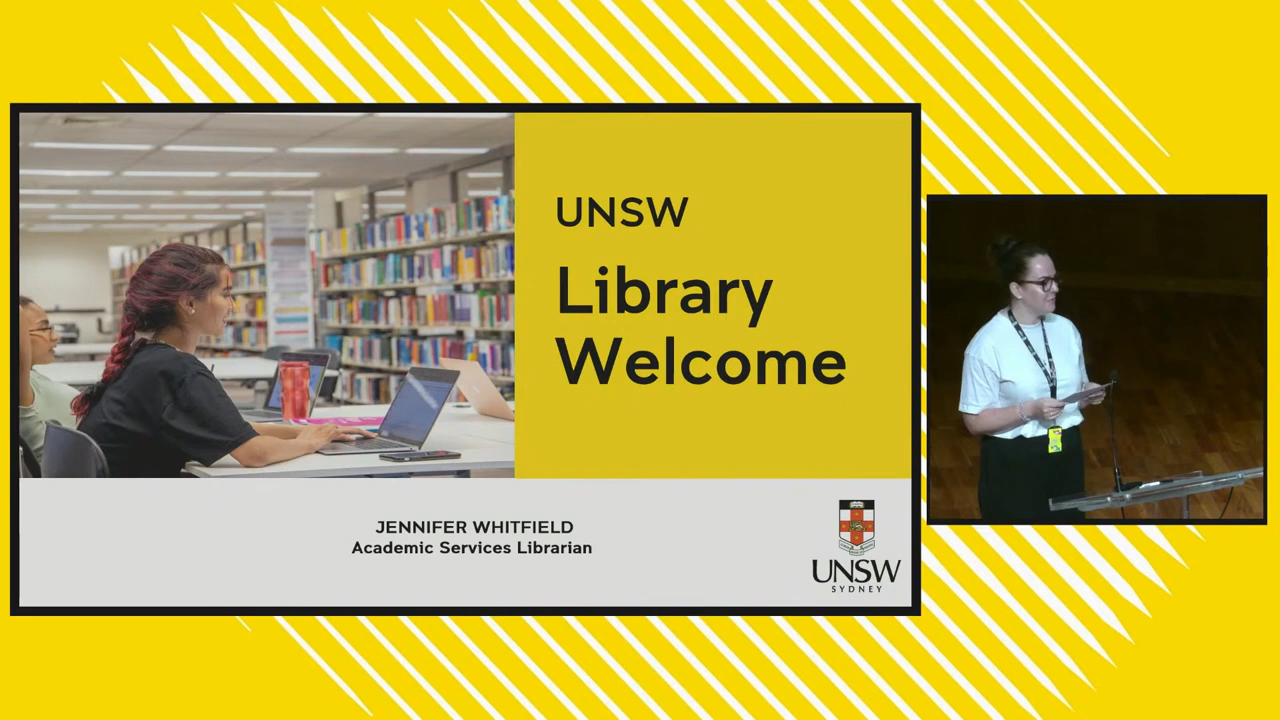 UNSW
Library
Welcome
JENNIFER WHITFIELD
Academic Services Librarian
UNSW
SYDNEY